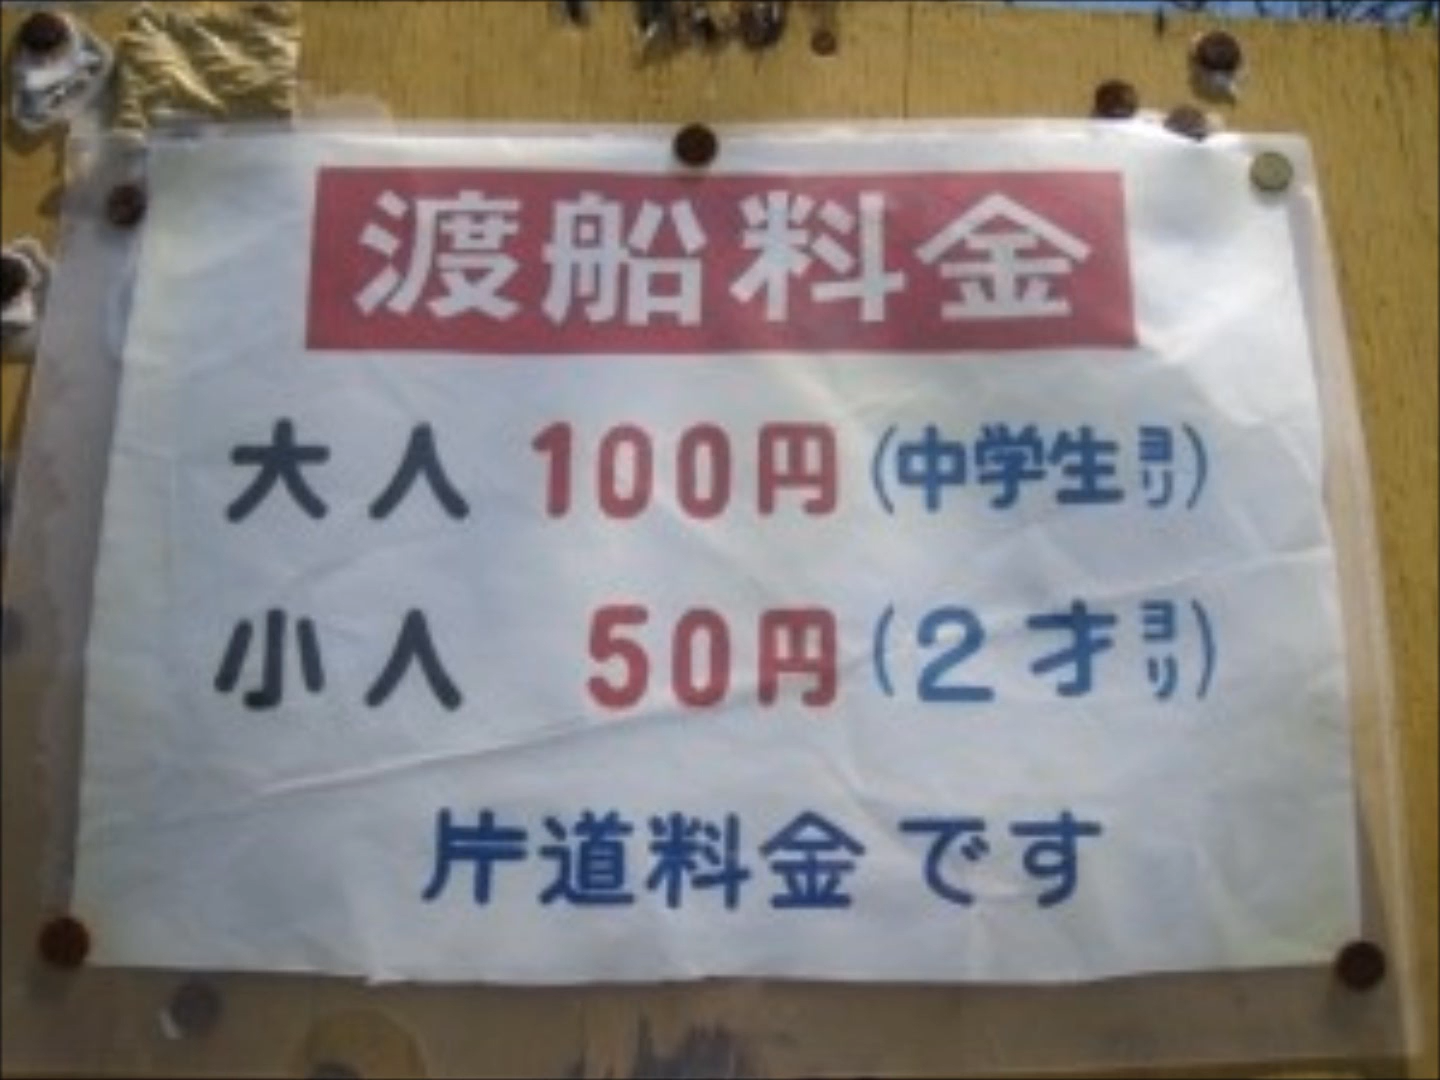 渡船料金
大人 100円 (中学生ヨリ)
小人 50円 (2才ヨリ)
片道料金です